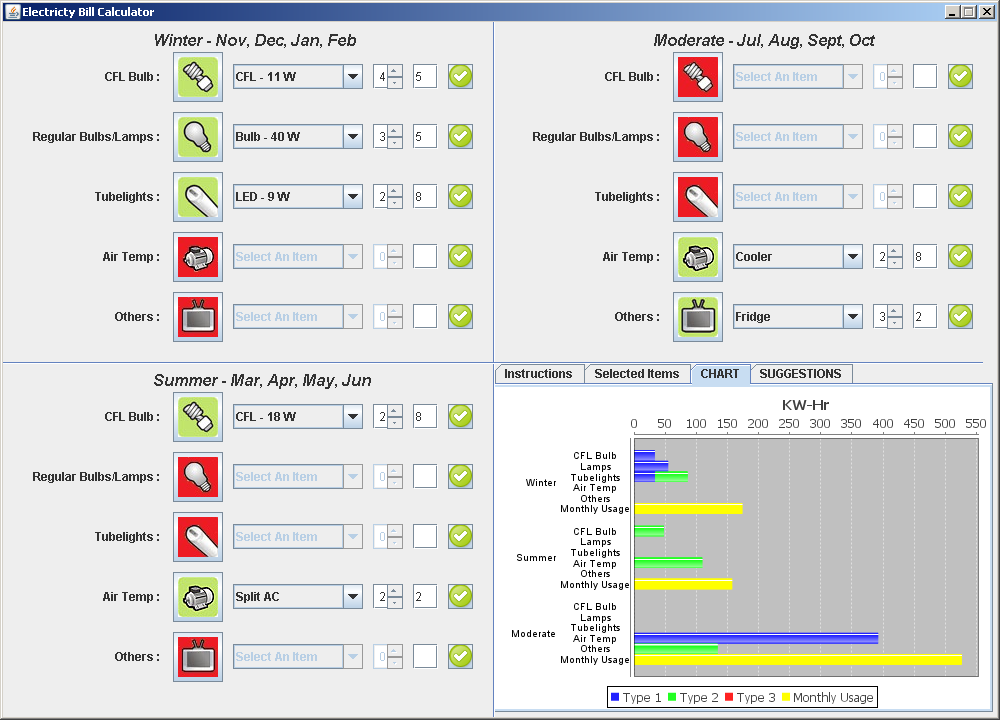 Electricty Bill Calculator
Winter - Nov, Dec, Jan, Feb
CFL Bulb : CFL - 11 W 4 5
Regular Bulbs/Lamps : Bulb - 40 W 3 5
Tubelights : LED - 9 W 2 8
Air Temp : Select An Item 0
Others : Select An Item 0
Moderate - Jul, Aug, Sept, Oct
CFL Bulb : Select An Item 0
Regular Bulbs/Lamps : Select An Item 0
Tubelights : Select An Item 0
Air Temp : Cooler 2 8
Others : Fridge 3 2
Summer - Mar, Apr, May, Jun
CFL Bulb : CFL - 18 W 2 8
Regular Bulbs/Lamps : Select An Item 0
Tubelights : Select An Item 0
Air Temp : Split AC 2 2
Others : Select An Item 0
Instructions Selected Items CHART SUGGESTIONS
KW-Hr
0 50 100 150 200 250 300 350 400 450 500 550
Winter
CFL Bulb
Lamps
Tubelights
Air Temp
Others
Monthly Usage
Summer
CFL Bulb
Lamps
Tubelights
Air Temp
Others
Monthly Usage
Moderate
CFL Bulb
Lamps
Tubelights
Air Temp
Others
Monthly Usage
Type 1 Type 2 Type 3 Monthly Usage